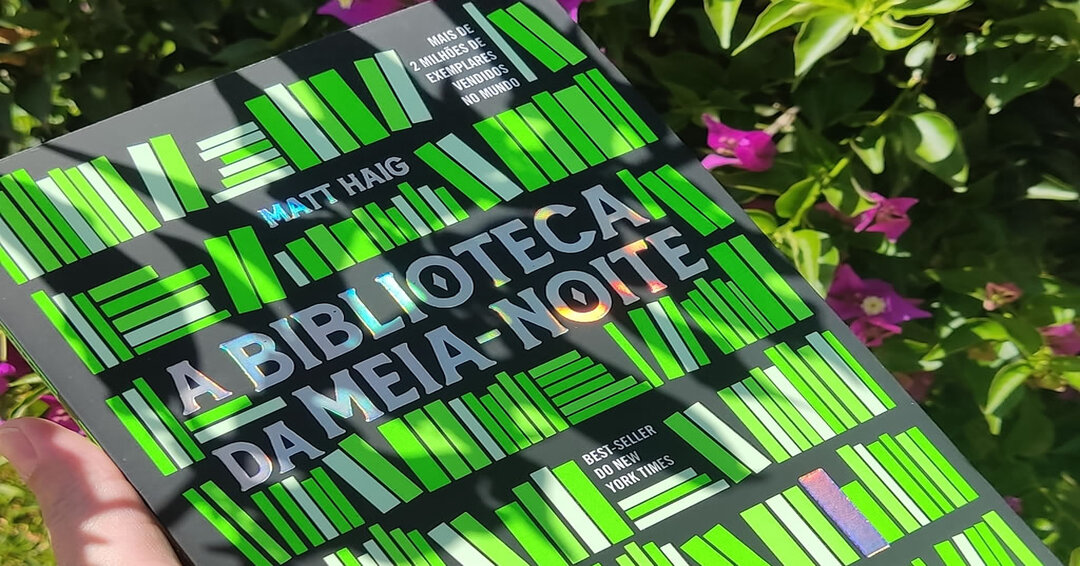 MAIS DE
2 MILHÕES DE
EXEMPLARES
VENDIDOS
NO MUNDO
MATT HAIG
A BIBLIOTECA
DA MEIA-NOITE
BEST-SELLER
DO NEW
YORK TIMES